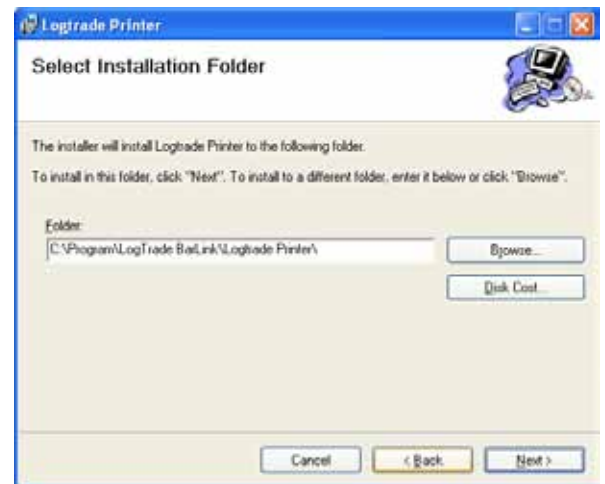 Logtrade Printer
Select Installation Folder
The installer will install Logtrade Printer to the following folder.
To install in this folder, click "Next". To install to a different folder, enter it below or click "Browse".
Folder:
C:\Program\LogTrade BarLink\Logtrade Printer\
Browse...
Disk Cost...
Cancel
< Back
Next >